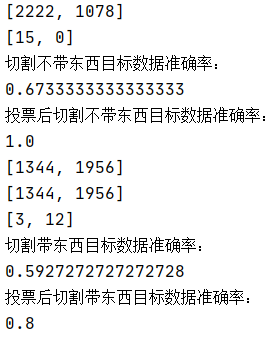 [2222, 1078]
[15, 0]
切割不带东西目标数据准确率:
0.6733333333333333
投票后切割不带东西目标数据准确率:
1.0
[1344, 1956]
[1344, 1956]
[3, 12]
切割带东西目标数据准确率:
0.5927272727272728
投票后切割带东西目标数据准确率:
0.8